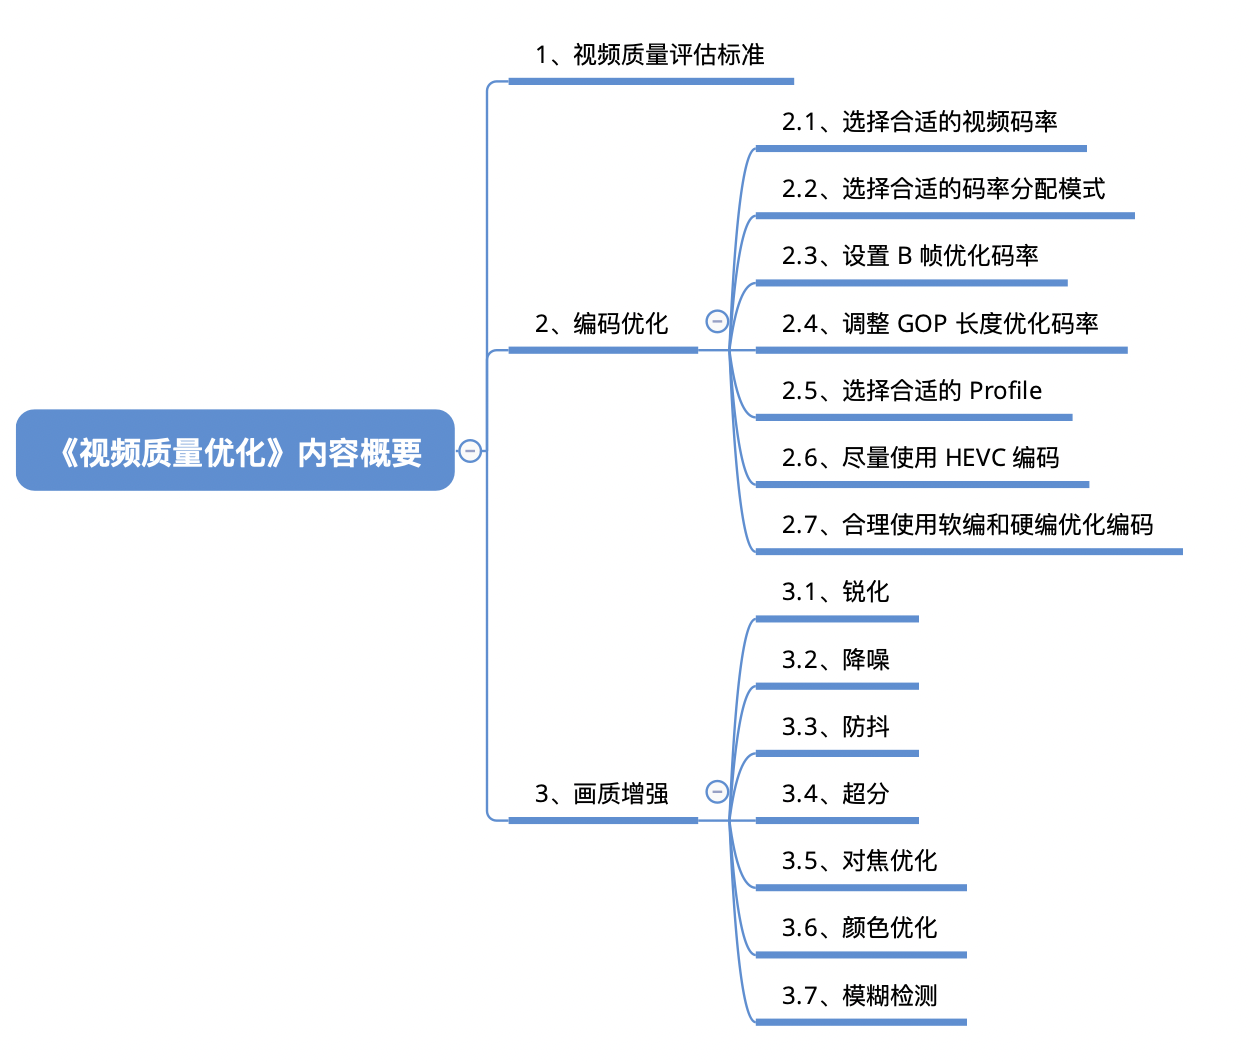 《视频质量优化》内容概要
1、视频质量评估标准
2、编码优化
2.1、选择合适的视频码率
2.2、选择合适的码率分配模式
2.3、设置 B 帧优化码率
2.4、调整 GOP 长度优化码率
2.5、选择合适的 Profile
2.6、尽量使用 HEVC 编码
2.7、合理使用软编和硬编优化编码
3、画质增强
3.1、锐化
3.2、降噪
3.3、防抖
3.4、超分
3.5、对焦优化
3.6、颜色优化
3.7、模糊检测